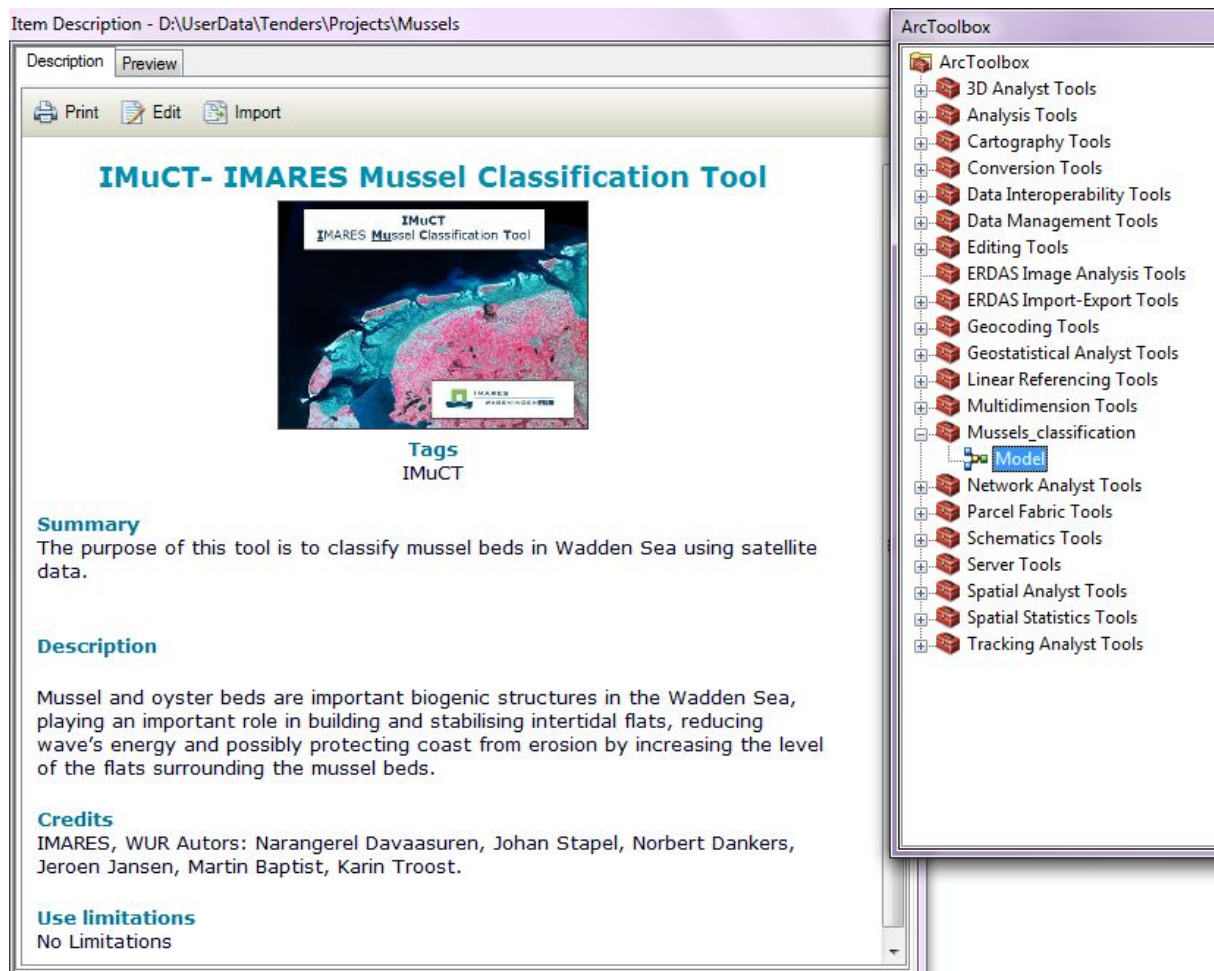 Item Description - D:\UserData\Tenders\Projects\Mussels
Description Preview
Print Edit Import
IMuCT- IMARES Mussel Classification Tool
IMuCT
IMARES Mussel Classification Tool
IMARES
WAGENINGEN UR
Tags
IMuCT
Summary
The purpose of this tool is to classify mussel beds in Wadden Sea using satellite
data.
Description
Mussel and oyster beds are important biogenic structures in the Wadden Sea,
playing an important role in building and stabilising intertidal flats, reducing
wave's energy and possibly protecting coast from erosion by increasing the level
of the flats surrounding the mussel beds.
Credits
IMARES, WUR Autors: Narangerel Davaasuren, Johan Stapel, Norbert Dankers,
Jeroen Jansen, Martin Baptist, Karin Troost.
Use limitations
No Limitations
ArcToolbox
ArcToolbox
3D Analyst Tools
Analysis Tools
Cartography Tools
Conversion Tools
Data Interoperability Tools
Data Management Tools
Editing Tools
ERDAS Image Analysis Tools
ERDAS Import-Export Tools
Geocoding Tools
Geostatistical Analyst Tools
Linear Referencing Tools
Multidimension Tools
Mussels_classification
Model
Network Analyst Tools
Parcel Fabric Tools
Schematics Tools
Server Tools
Spatial Analyst Tools
Spatial Statistics Tools
Tracking Analyst Tools